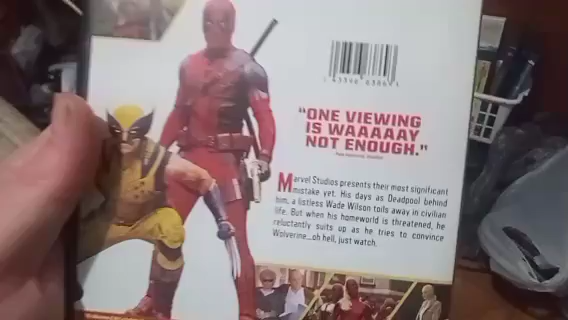 "ONE VIEWING
IS WAAAAAY
NOT ENOUGH."
Marvel Studios presents their most significant
mistake yet. His days as Deadpool behind
him, a listless Wade Wilson toils away in civilian
life. But when his homeworld is threatened, he
reluctantly suits up as he tries to convince
Wolverine...oh hell, just watch.